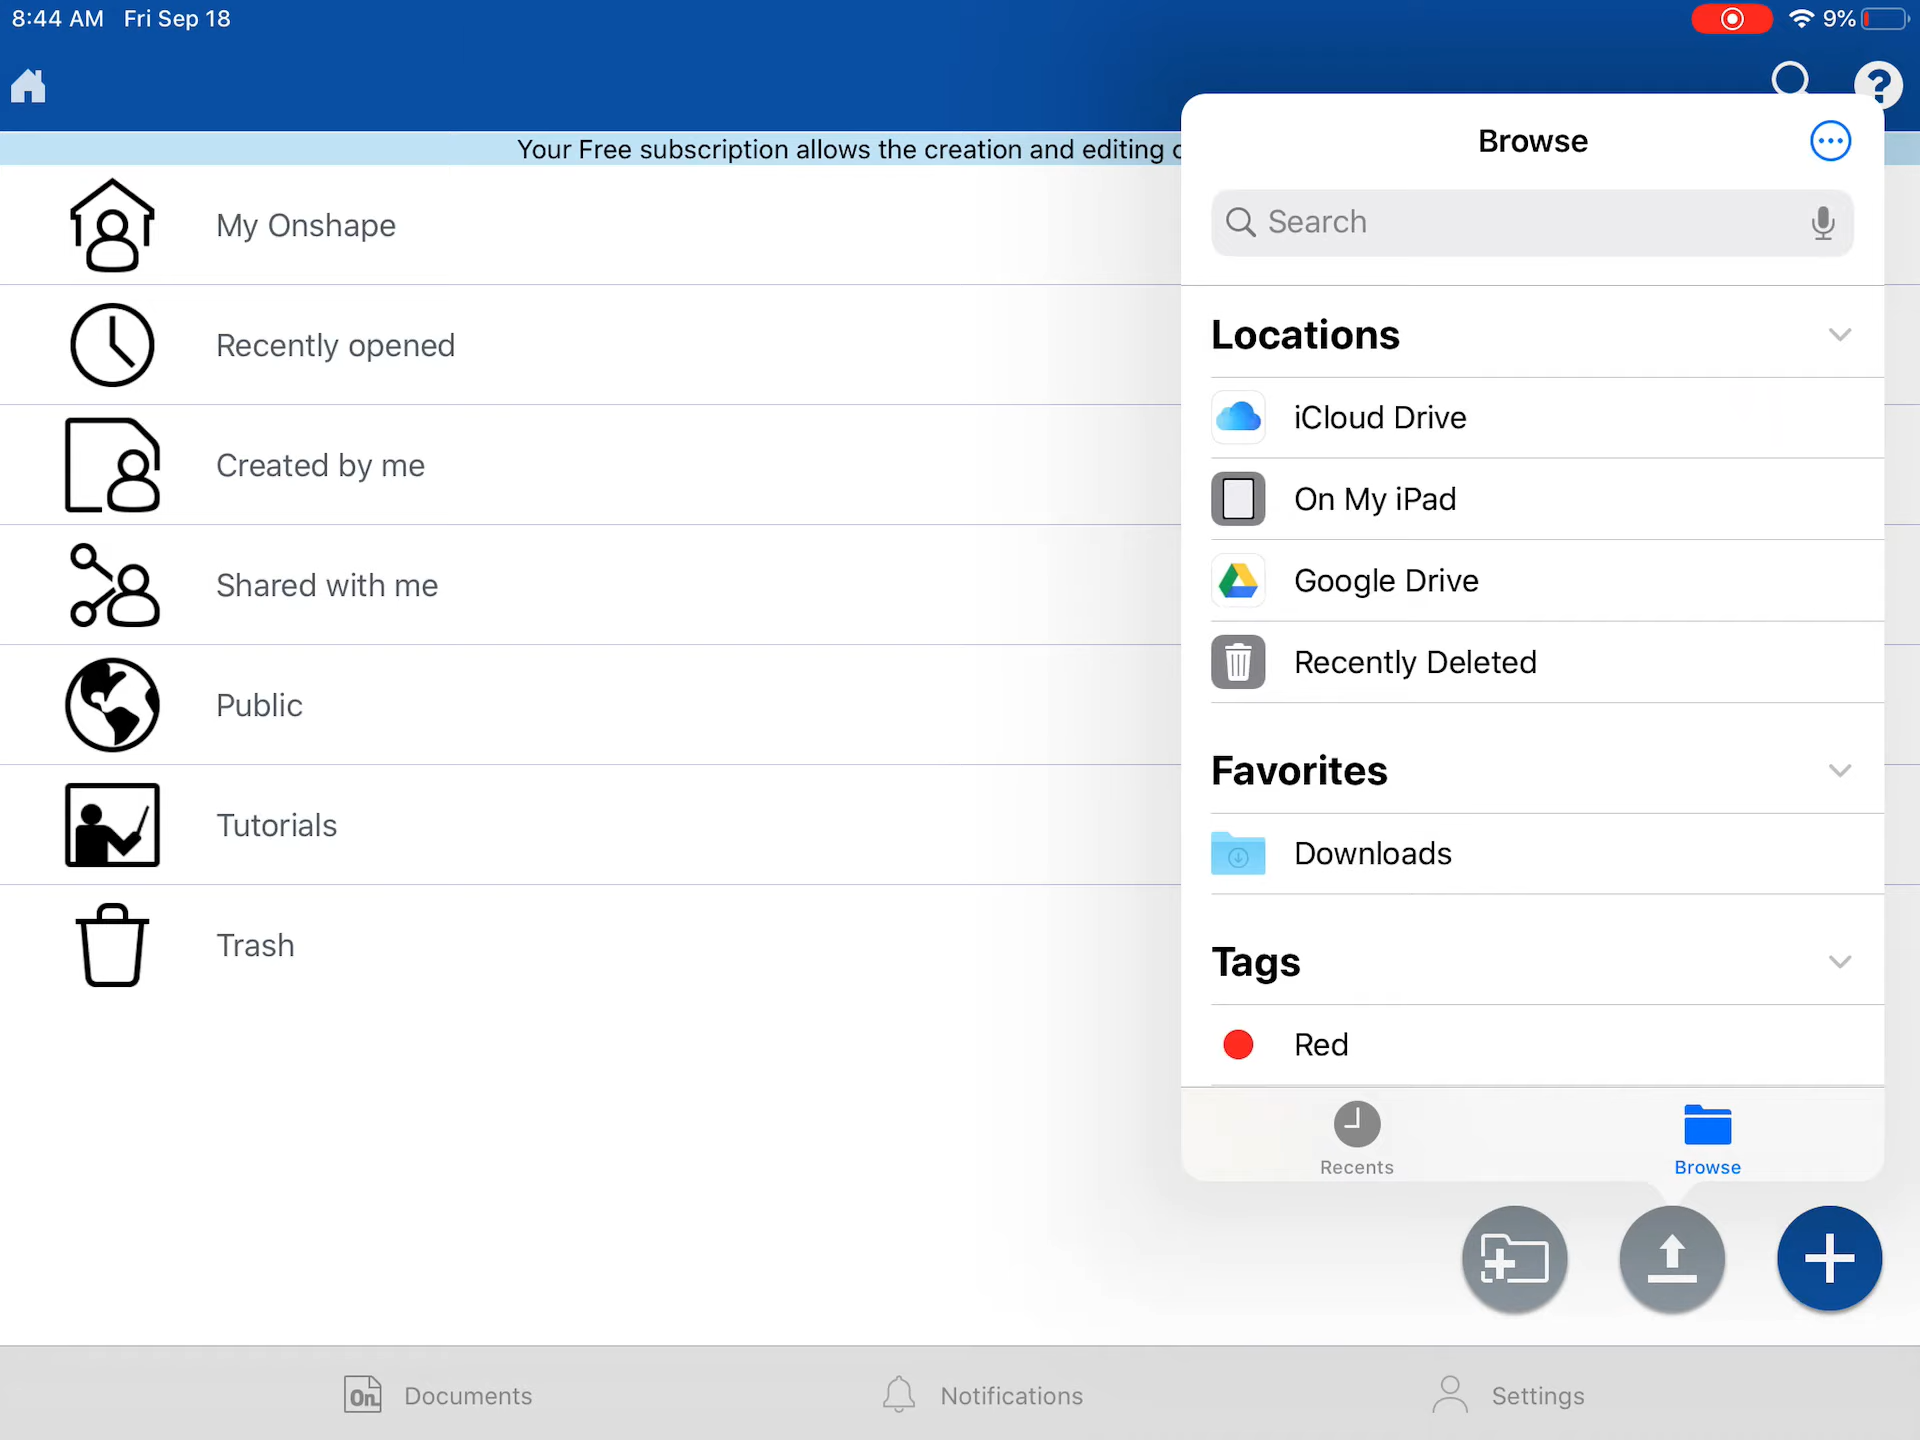 8:44 AM Fri Sep 18
9%
Your Free subscription allows the creation and editing
My Onshape
Recently opened
Created by me
Shared with me
Public
Tutorials
Trash
Browse
Search
Locations
iCloud Drive
On My iPad
Google Drive
Recently Deleted
Favorites
Downloads
Tags
Red
Recents
Browse
On
Documents
Notifications
Settings